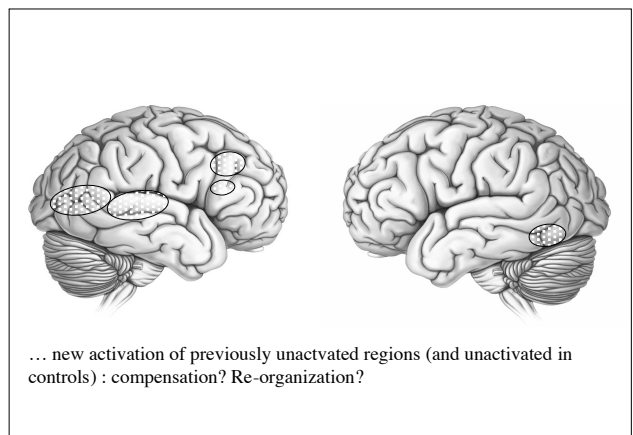 … new activation of previously unactvated regions (and unactivated in
controls) : compensation? Re-organization?